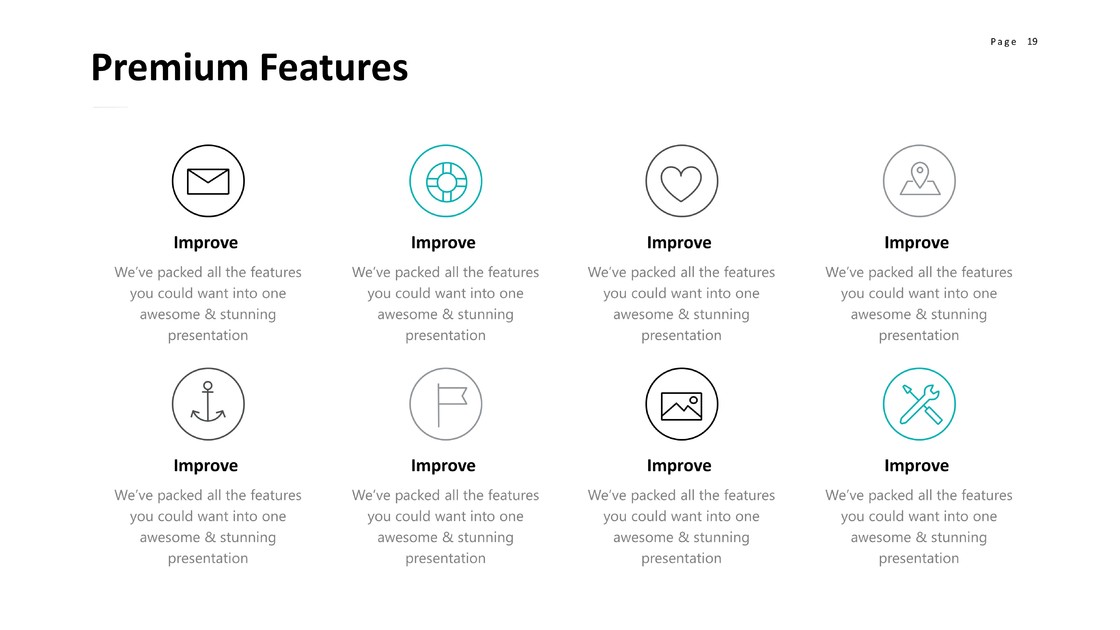 Page 19
Premium Features
Improve
We've packed all the features
you could want into one
awesome & stunning
presentation
Improve
We've packed all the features
you could want into one
awesome & stunning
presentation
Improve
We've packed all the features
you could want into one
awesome & stunning
presentation
Improve
We've packed all the features
you could want into one
awesome & stunning
presentation
Improve
We've packed all the features
you could want into one
awesome & stunning
presentation
Improve
We've packed all the features
you could want into one
awesome & stunning
presentation
Improve
We've packed all the features
you could want into one
awesome & stunning
presentation
Improve
We've packed all the features
you could want into one
awesome & stunning
presentation